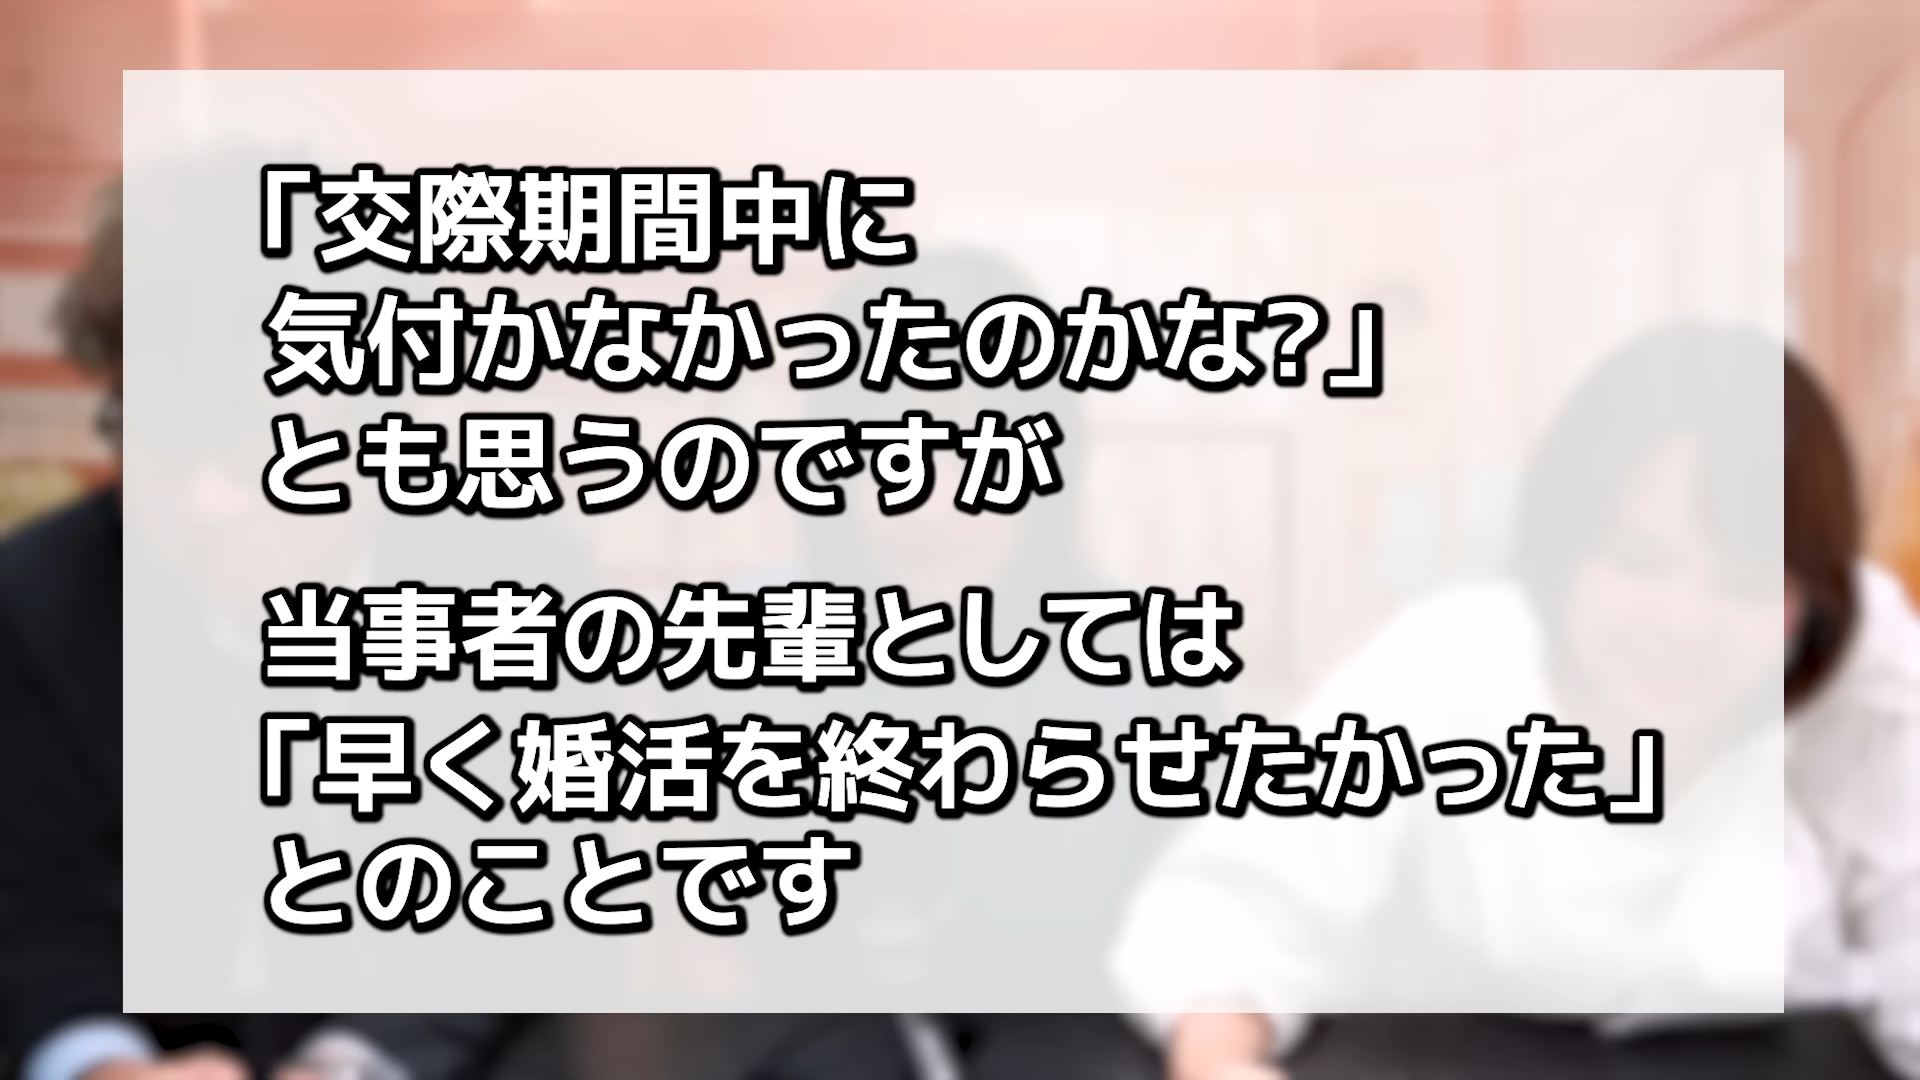 「交際期間中に
気付かなかったのかな?」
とも思うのですが
当事者の先輩としては
「早く婚活を終わらせたかった」
とのことです